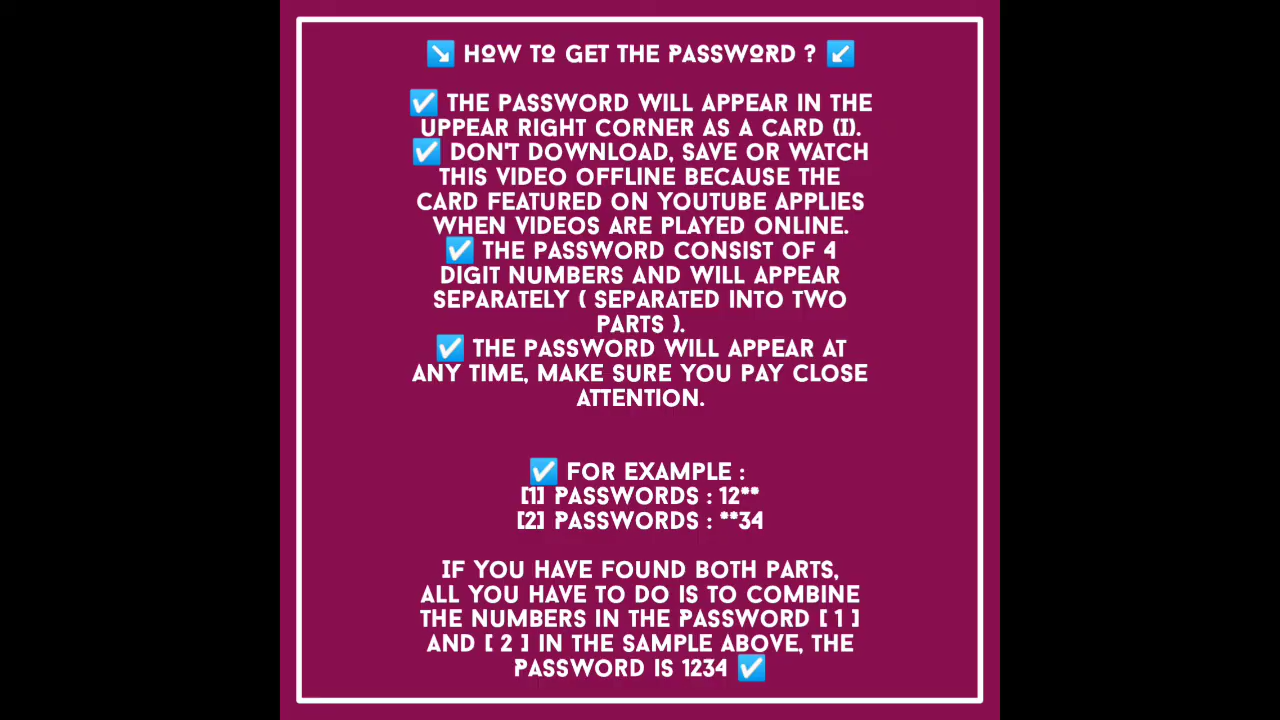 ↘️ HOW TO GET THE PASSWORD ? ↙️
☑️ THE PASSWORD WILL APPEAR IN THE
UPPEAR RIGHT CORNER AS A CARD (I).
☑️ DON'T DOWNLOAD, SAVE OR WATCH
THIS VIDEO OFFLINE BECAUSE THE
CARD FEATURED ON YOUTUBE APPLIES
WHEN VIDEOS ARE PLAYED ONLINE.
☑️ THE PASSWORD CONSIST OF 4
DIGIT NUMBERS AND WILL APPEAR
SEPARATELY ( SEPARATED INTO TWO
PARTS ).
☑️ THE PASSWORD WILL APPEAR AT
ANY TIME, MAKE SURE YOU PAY CLOSE
ATTENTION.
☑️ FOR EXAMPLE :
[1] PASSWORDS : 12**
[2] PASSWORDS : **34
IF YOU HAVE FOUND BOTH PARTS,
ALL YOU HAVE TO DO IS TO COMBINE
THE NUMBERS IN THE PASSWORD [ 1 ]
AND [ 2 ] IN THE SAMPLE ABOVE, THE
PASSWORD IS 1234 ☑️